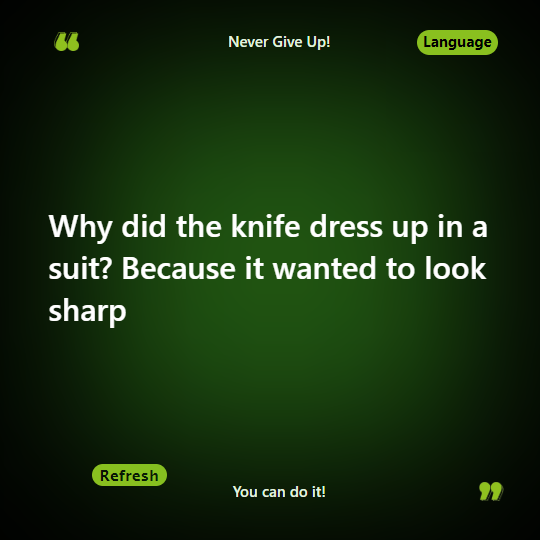 Never Give Up!
Language
Why did the knife dress up in a
suit? Because it wanted to look
sharp
Refresh
You can do it!